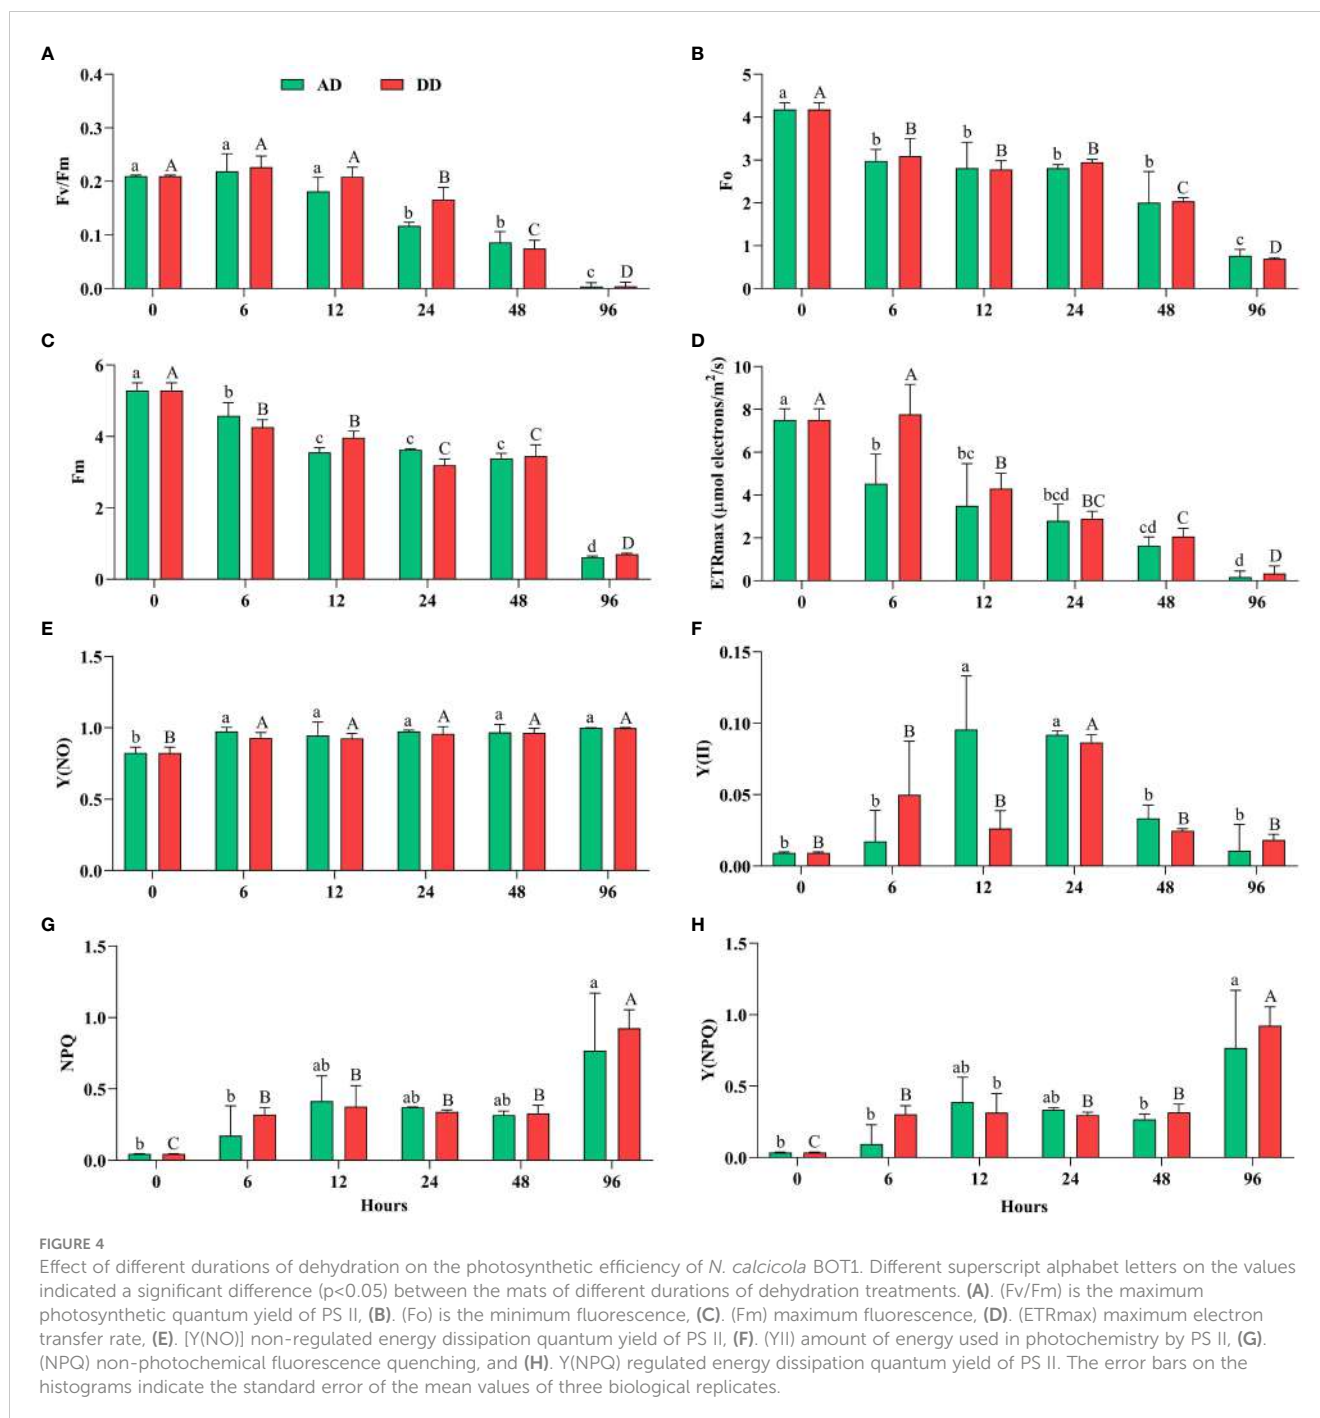 A
B
0.4
0.3
0.2
0.1
0.0
Fv/Fm
AD
DD
a A a A a A b B b C c D
0 6 12 24 48 96
5
4
3
2
1
0
Fo
a A b B b B b B b C c D
0 6 12 24 48 96
C
D
6
4
2
0
Fm
a A b B c B c C c C d D
0 6 12 24 48 96
10
8
6
4
2
0
ETRmax (µmol electrons/m²/s)
a A b A bc B bcd BC cd C d D
0 6 12 24 48 96
E
F
1.5
1.0
0.5
0.0
Y(NO)
b B a A a A a A a A a A
0 6 12 24 48 96
0.15
0.10
0.05
0.00
Y(II)
b B b B a B a A b B b B
0 6 12 24 48 96
G
H
1.5
1.0
0.5
0.0
NPQ
b C b B ab B ab B ab B a A
0 6 12 24 48 96
Hours
1.5
1.0
0.5
0.0
Y(NPQ)
b C b B ab b ab B b B a A
0 6 12 24 48 96
Hours
FIGURE 4
Effect of different durations of dehydration on the photosynthetic efficiency of N. calcicola BOT1. Different superscript alphabet letters on the values
indicated a significant difference (p<0.05) between the mats of different durations of dehydration treatments. (A). (Fv/Fm) is the maximum
photosynthetic quantum yield of PS II, (B). (Fo) is the minimum fluorescence, (C). (Fm) maximum fluorescence, (D). (ETRmax) maximum electron
transfer rate, (E). [Y(NO)] non-regulated energy dissipation quantum yield of PS II, (F). (YII) amount of energy used in photochemistry by PS II, (G).
(NPQ) non-photochemical fluorescence quenching, and (H). Y(NPQ) regulated energy dissipation quantum yield of PS II. The error bars on the
histograms indicate the standard error of the mean values of three biological replicates.